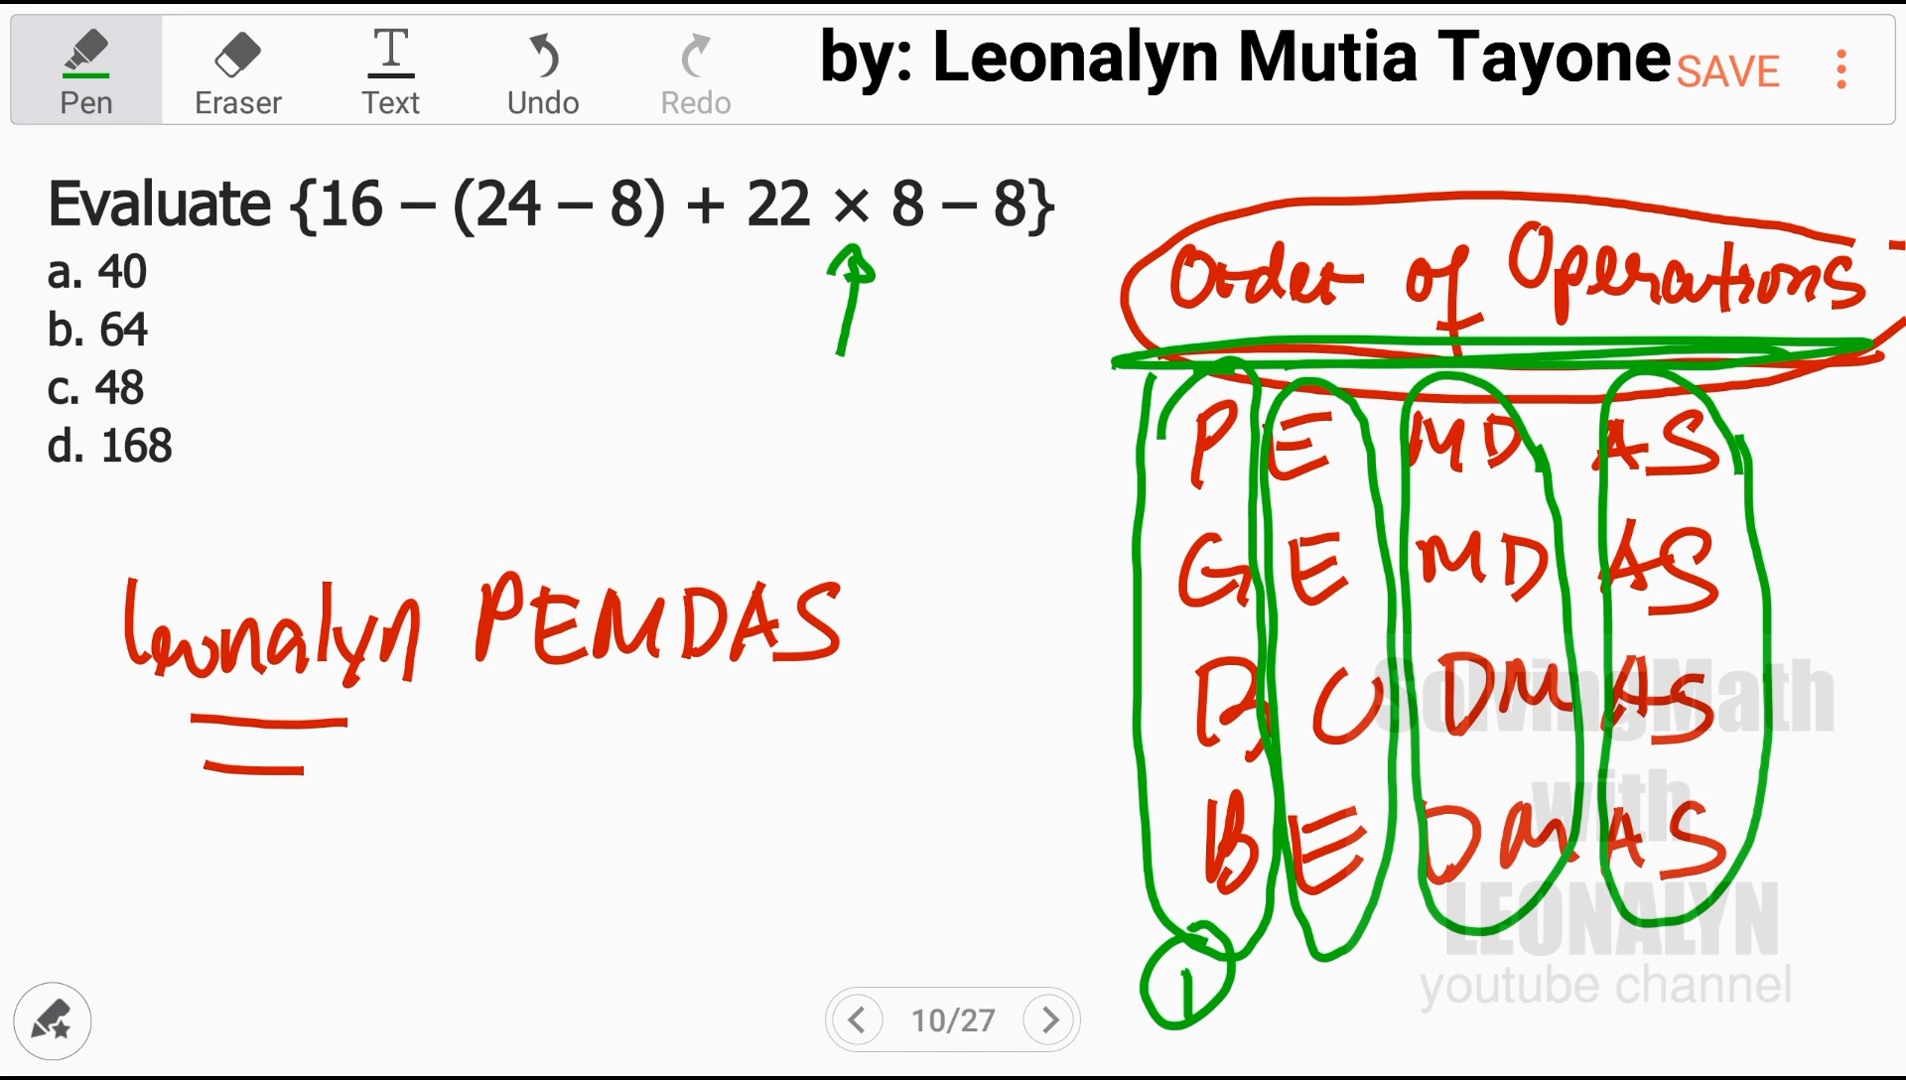 by: Leonalyn Mutia Tayone
SAVE
Pen
Eraser
Text
Undo
Redo
Evaluate {16 – (24 – 8) + 22 × 8 – 8}
a. 40
b. 64
c. 48
d. 168
Order of Operations
P E MD AS
G E MD AS
B O DM AS
B E DM AS
Leonalyn PEMDAS
1
SolvingMath
with
LEONALYN
youtube channel
10/27